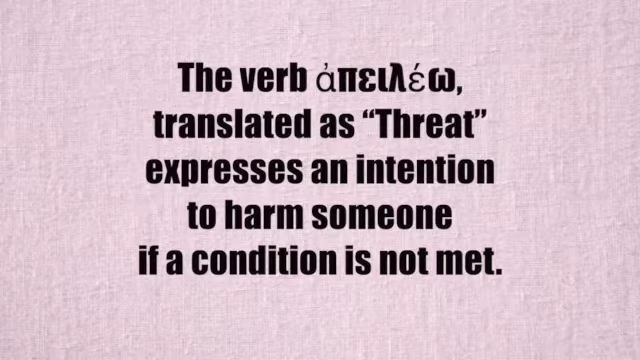 The verb ἀπειλέω,
translated as “Threat”
expresses an intention
to harm someone
if a condition is not met.